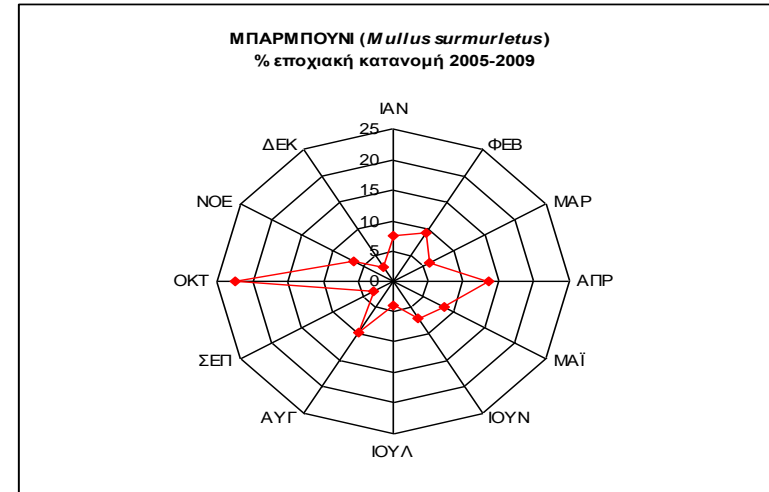 ΜΠΑΡΜΠΟΥΝΙ (Mullus surmurletus)
% εποχιακή κατανομή 2005-2009
ΙΑΝ
ΔΕΚ
25
ΦΕΒ
20
ΝΟΕ
15
ΜΑΡ
10
5
ΟΚΤ
0
ΑΠΡ
ΣΕΠ
ΜΑΪ
ΑΥΓ
ΙΟΥΝ
ΙΟΥΛ